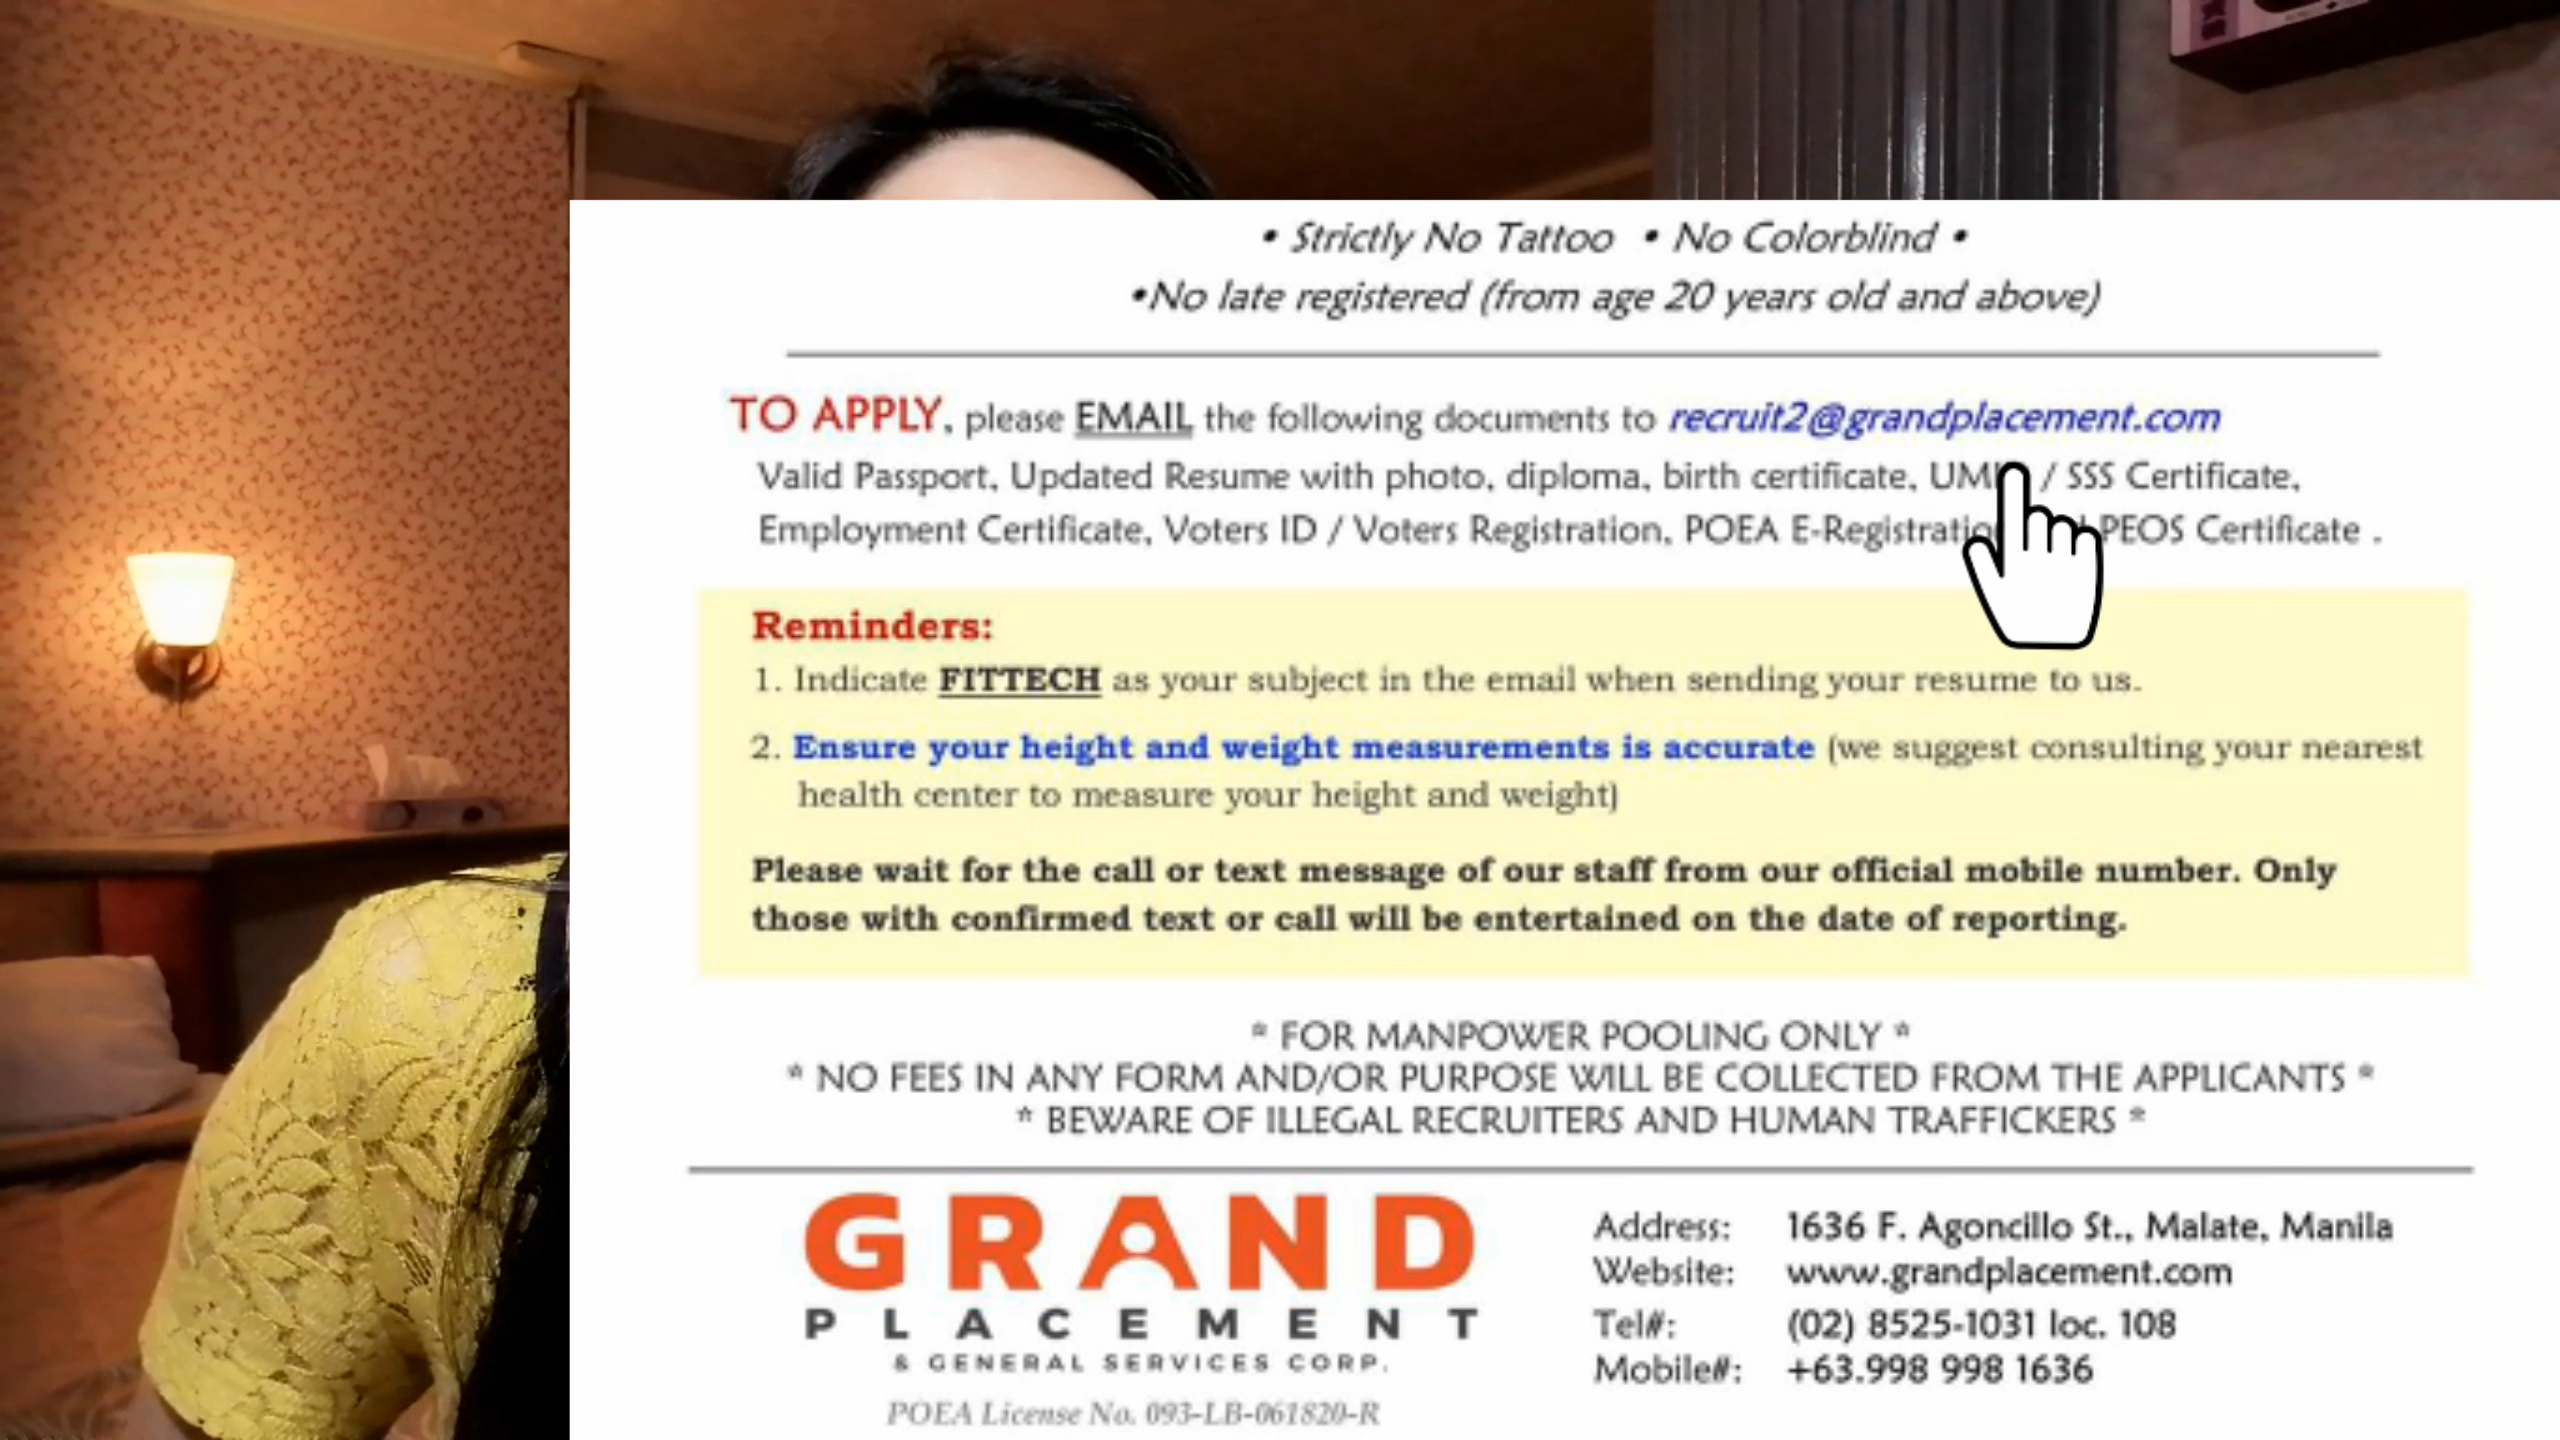 • Strictly No Tattoo • No Colorblind •
•No late registered (from age 20 years old and above)
TO APPLY, please EMAIL the following documents to recruit2@grandplacement.com
Valid Passport, Updated Resume with photo, diploma, birth certificate, / SSS Certificate,
Employment Certificate, Voters ID / Voters Registration, POEA PEOS Certificate .
Reminders:
1. Indicate FITTECH as your subject in the email when sending your resume to us.
2. Ensure your height and weight measurements is accurate (we suggest consulting your nearest
health center to measure your height and weight)
Please wait for the call or text message of our staff from our official mobile number. Only
those with confirmed text or call will be entertained on the date of reporting.
* FOR MANPOWER POOLING ONLY *
* NO FEES IN ANY FORM AND/OR PURPOSE WILL BE COLLECTED FROM THE APPLICANTS *
* BEWARE OF ILLEGAL RECRUITERS AND HUMAN TRAFFICKERS *
GRAND
PLACEMENT
& GENERAL SERVICES CORP.
POEA License No. 093-LB-061820-R
Address: 1636 F. Agoncillo St., Malate, Manila
Website: www.grandplacement.com
Tel#: (02) 8525-1031 loc. 108
Mobile#: +63.998 998 1636